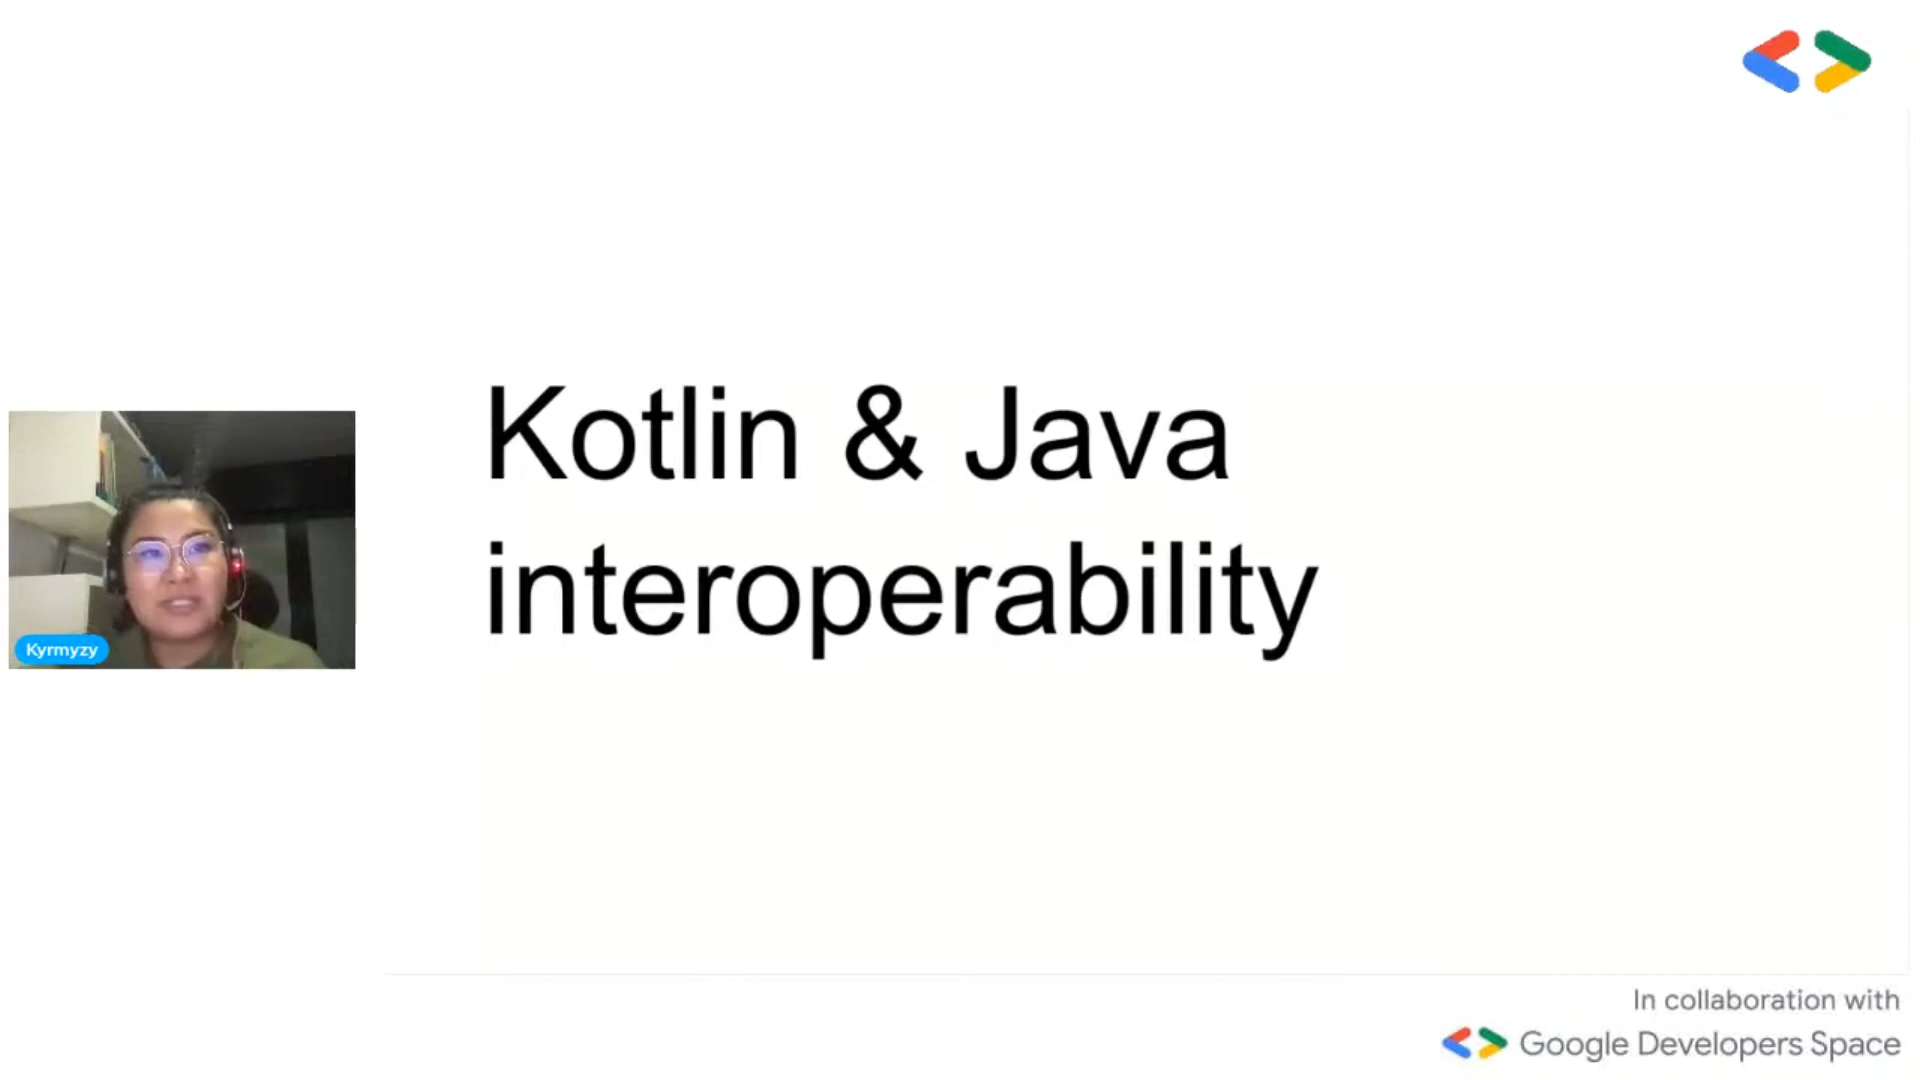 Kotlin & Java
interoperability
Kyrmyzy
In collaboration with
Google Developers Space